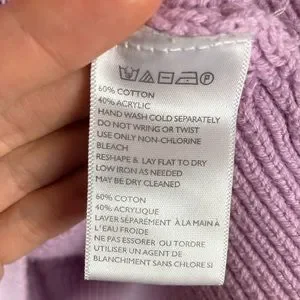 60% COTTON
40% ACRYLIC
HAND WASH COLD SEPARATELY
DO NOT WRING OR TWIST
USE ONLY NON-CHLORINE
BLEACH
RESHAPE & LAY FLAT TO DRY
LOW IRON AS NEEDED
MAY BE DRY CLEANED
60% COTON
40% ACRYLIQUE
LAVER SÉPARÉMENT À LA MAIN À
L'EAU FROIDE
NE PAS ESSORER OU TORDRE
UTILISER UN AGENT DE
BLANCHIMENT SANS CHLORE SI